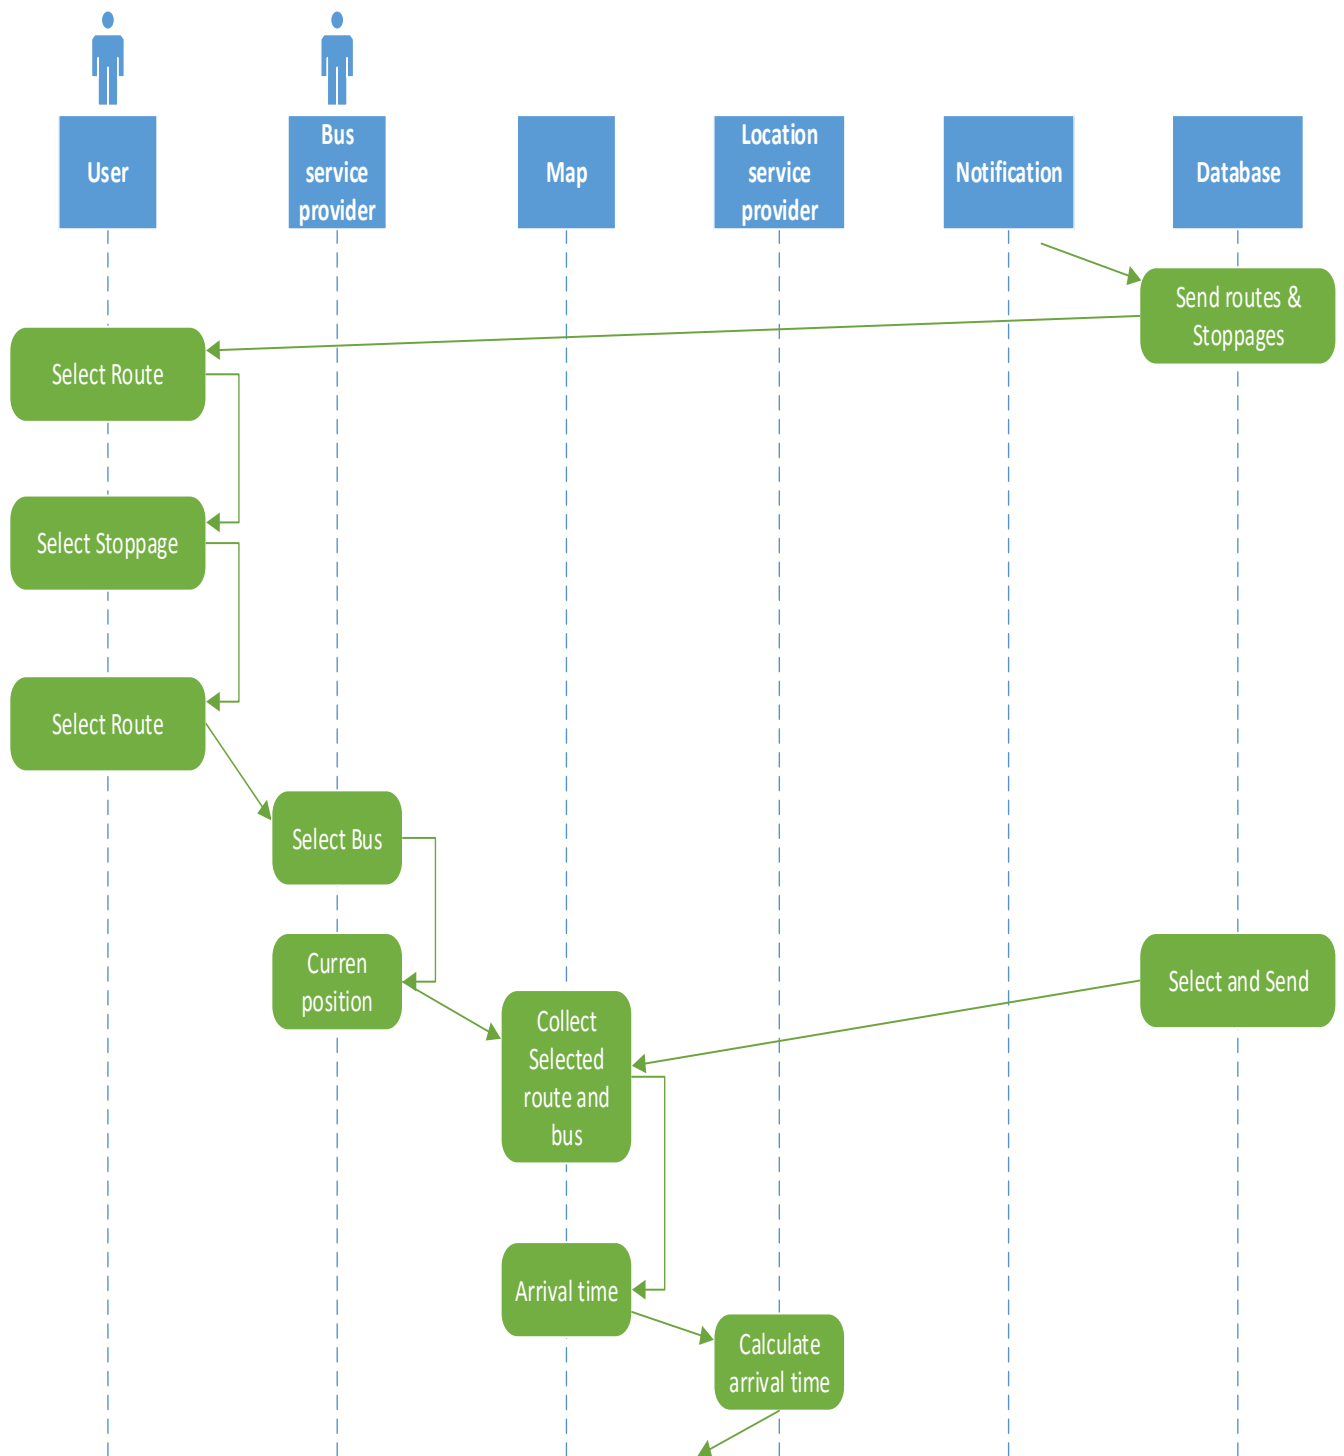 User
Bus
service
provider
Map
Location
service
provider
Notification
Database
Send routes &
Stoppages
Select Route
Select Stoppage
Select Route
Select Bus
Curren
position
Select and Send
Collect
Selected
route and
bus
Arrival time
Calculate
arrival time